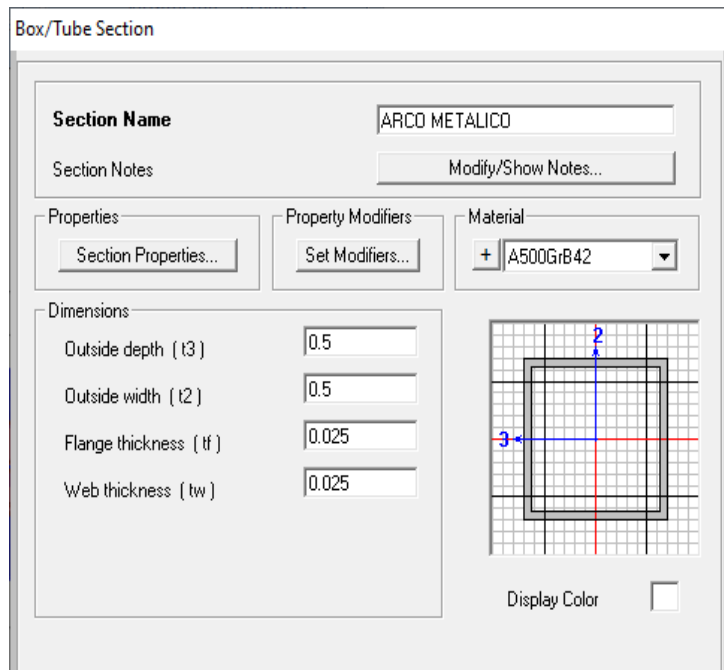 Box/Tube Section
Section Name ARCO METALICO
Section Notes Modify/Show Notes...
Properties Property Modifiers Material
Section Properties... Set Modifiers... + A500GrB42
Dimensions
Outside depth ( t3 ) 0.5
Outside width ( t2 ) 0.5
Flange thickness ( tf ) 0.025
Web thickness ( tw ) 0.025
2
3
Display Color